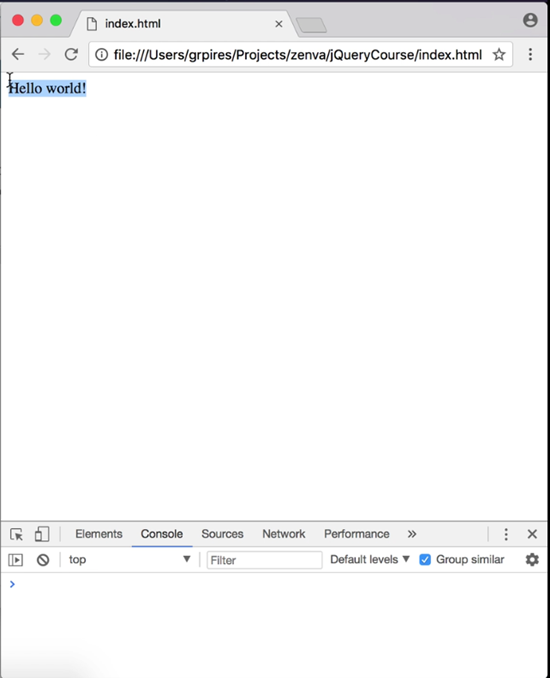 index.html
file:///Users/grpires/Projects/zenva/jQueryCourse/index.html
Hello world!
Elements Console Sources Network Performance »
top Filter Default levels Group similar